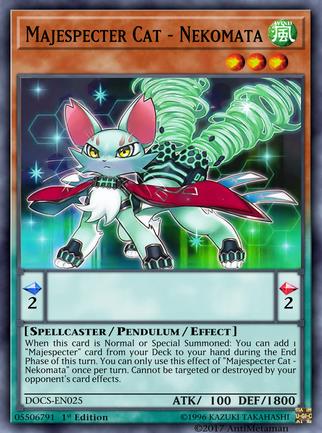 Majespecter Cat - Nekomata
WIND
風
2
2
[Spellcaster / Pendulum / Effect]
When this card is Normal or Special Summoned: You can add 1
"Majespecter" card from your Deck to your hand during the End
Phase of this turn. You can only use this effect of "Majespecter Cat -
Nekomata" once per turn. Cannot be targeted or destroyed by
your opponent's card effects.
ATK/ 100 DEF/1800
DOCS-EN025
05506791 1st Edition ©1996 KAZUKI TAKAHASHI
©2017 AntiMetaman